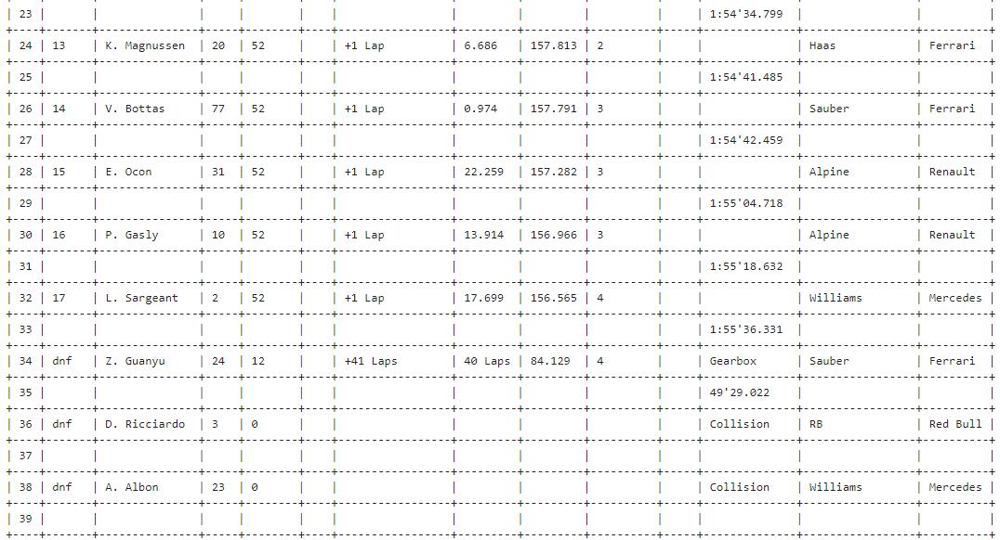 | 23 | | | | | | | | | | | 1:54'34.799 | | |
| 24 | 13 | K. Magnussen | 20 | 52 | | +1 Lap | 6.686 | 157.813 | 2 | | | Haas | Ferrari |
| 25 | | | | | | | | | | | 1:54'41.485 | | |
| 26 | 14 | V. Bottas | 77 | 52 | | +1 Lap | 0.974 | 157.791 | 3 | | | Sauber | Ferrari |
| 27 | | | | | | | | | | | 1:54'42.459 | | |
| 28 | 15 | E. Ocon | 31 | 52 | | +1 Lap | 22.259 | 157.282 | 3 | | | Alpine | Renault |
| 29 | | | | | | | | | | | 1:55'04.718 | | |
| 30 | 16 | P. Gasly | 10 | 52 | | +1 Lap | 13.914 | 156.966 | 3 | | | Alpine | Renault |
| 31 | | | | | | | | | | | 1:55'18.632 | | |
| 32 | 17 | L. Sargeant | 2 | 52 | | +1 Lap | 17.699 | 156.565 | 4 | | | Williams | Mercedes |
| 33 | | | | | | | | | | | 1:55'36.331 | | |
| 34 | dnf | Z. Guanyu | 24 | 12 | | +41 Laps | 40 Laps | 84.129 | 4 | | Gearbox | Sauber | Ferrari |
| 35 | | | | | | | | | | | 49'29.022 | | |
| 36 | dnf | D. Ricciardo | 3 | 0 | | | | | | | Collision | RB | Red Bull |
| 37 | | | | | | | | | | | | | |
| 38 | dnf | A. Albon | 23 | 0 | | | | | | | Collision | Williams | Mercedes |
| 39 | | | | | | | | | | | | | |